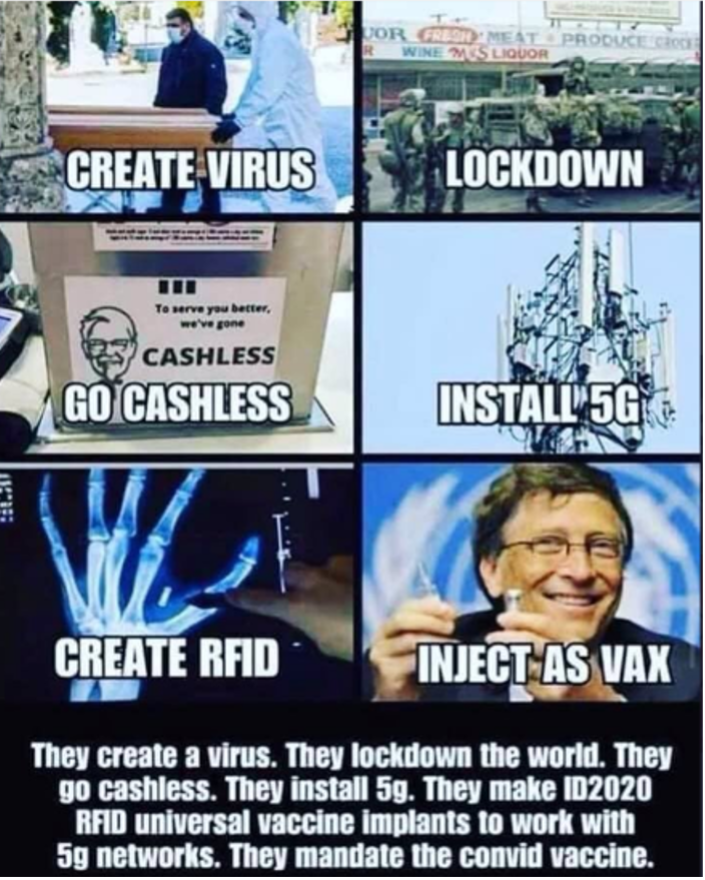 CREATE VIRUS
FRESH MEAT PRODUCE
WINE M&S LIQUOR
LOCKDOWN
To serve you better,
we've gone
CASHLESS
GO CASHLESS
INSTALL 5G
CREATE RFID
INJECT AS VAX
They create a virus. They lockdown the world. They
go cashless. They install 5g. They make ID2020
RFID universal vaccine implants to work with
5g networks. They mandate the convid vaccine.